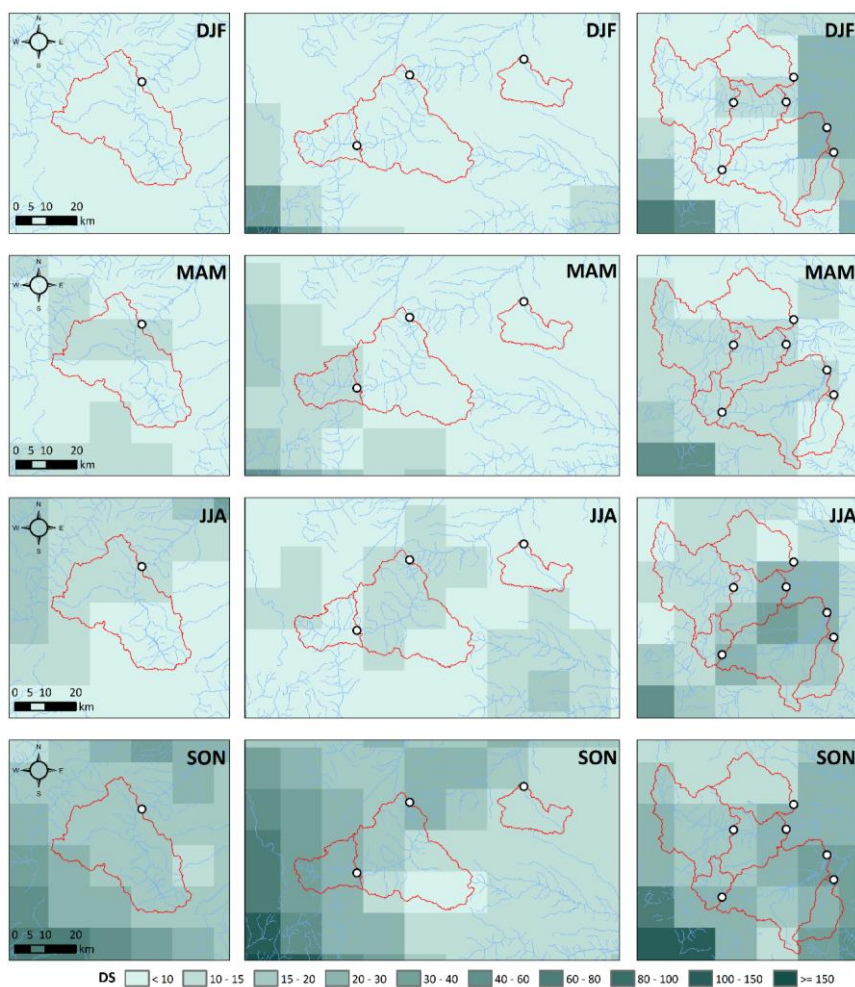 DJF DJF DJF
N
W E
S
0 5 10 20
km
MAM MAM MAM
N
W E
S
0 5 10 20
km
JJA JJA JJA
N
W E
S
0 5 10 20
km
SON SON SON
N
W E
S
0 5 10 20
km
DS < 10 10 - 15 15 - 20 20 - 30 30 - 40 40 - 60 60 - 80 80 - 100 100 - 150 >= 150